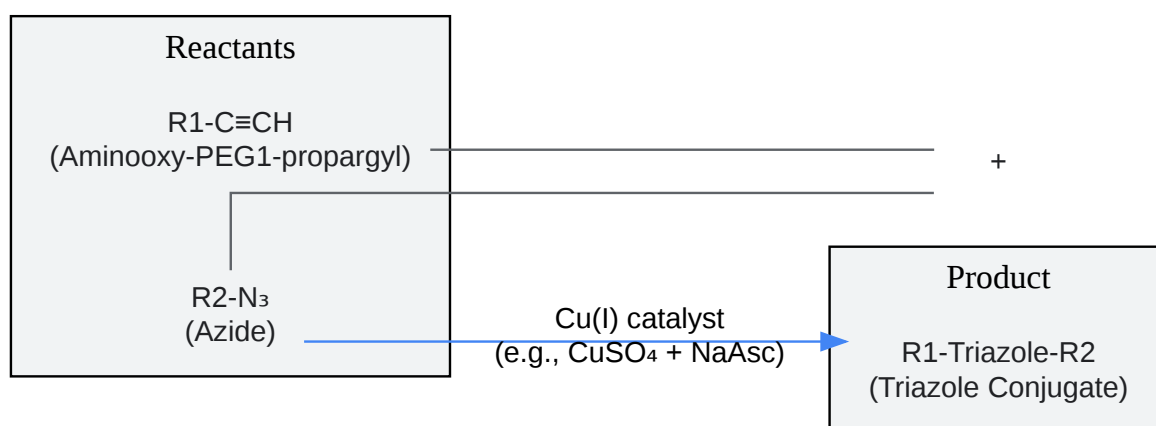 Reactants
R1-C≡CH
(Aminooxy-PEG1-propargyl)
+
R2-N₃
(Azide)
Cu(I) catalyst
(e.g., CuSO₄ + NaAsc)
Product
R1-Triazole-R2
(Triazole Conjugate)